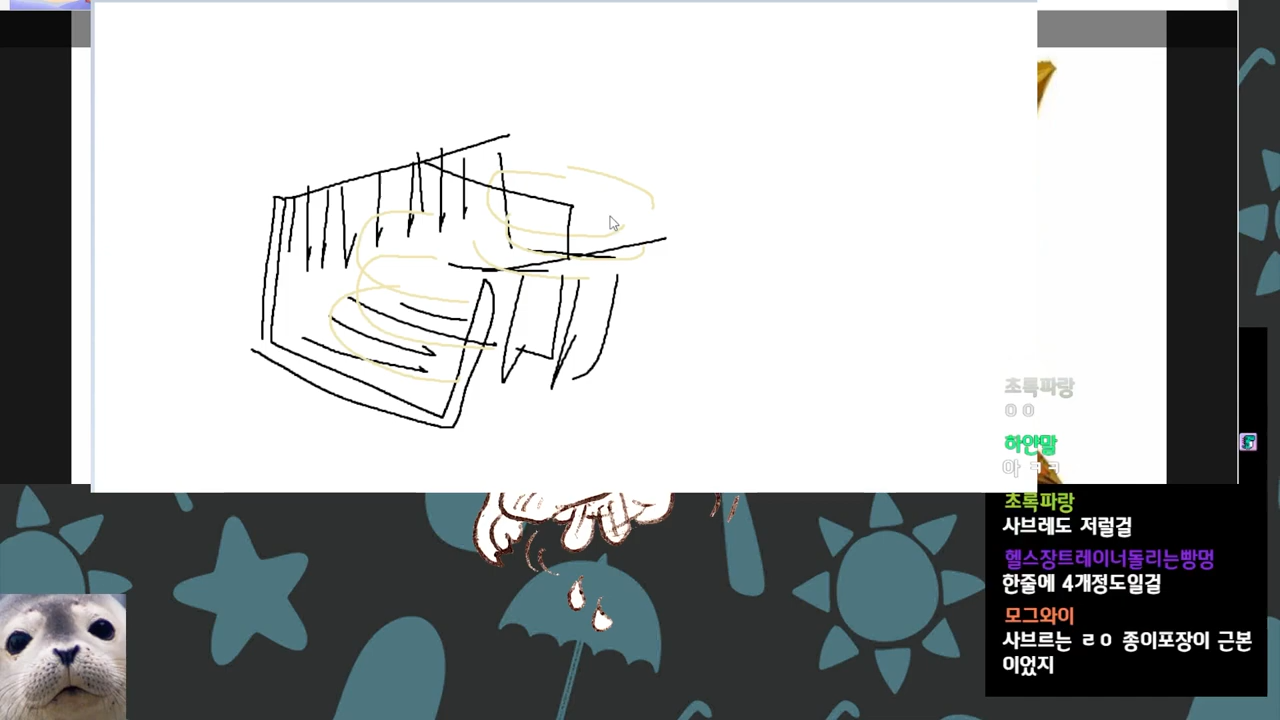 초록파랑
ㅇㅇ
하얀말
아 ㅋㅋ
초록파랑
사브레도 저럴걸
헬스장트레이너돌리는빵멍
한줄에 4개정도일걸
모그와이
사브르는 ㄹㅇ 종이포장이 근본
이었지